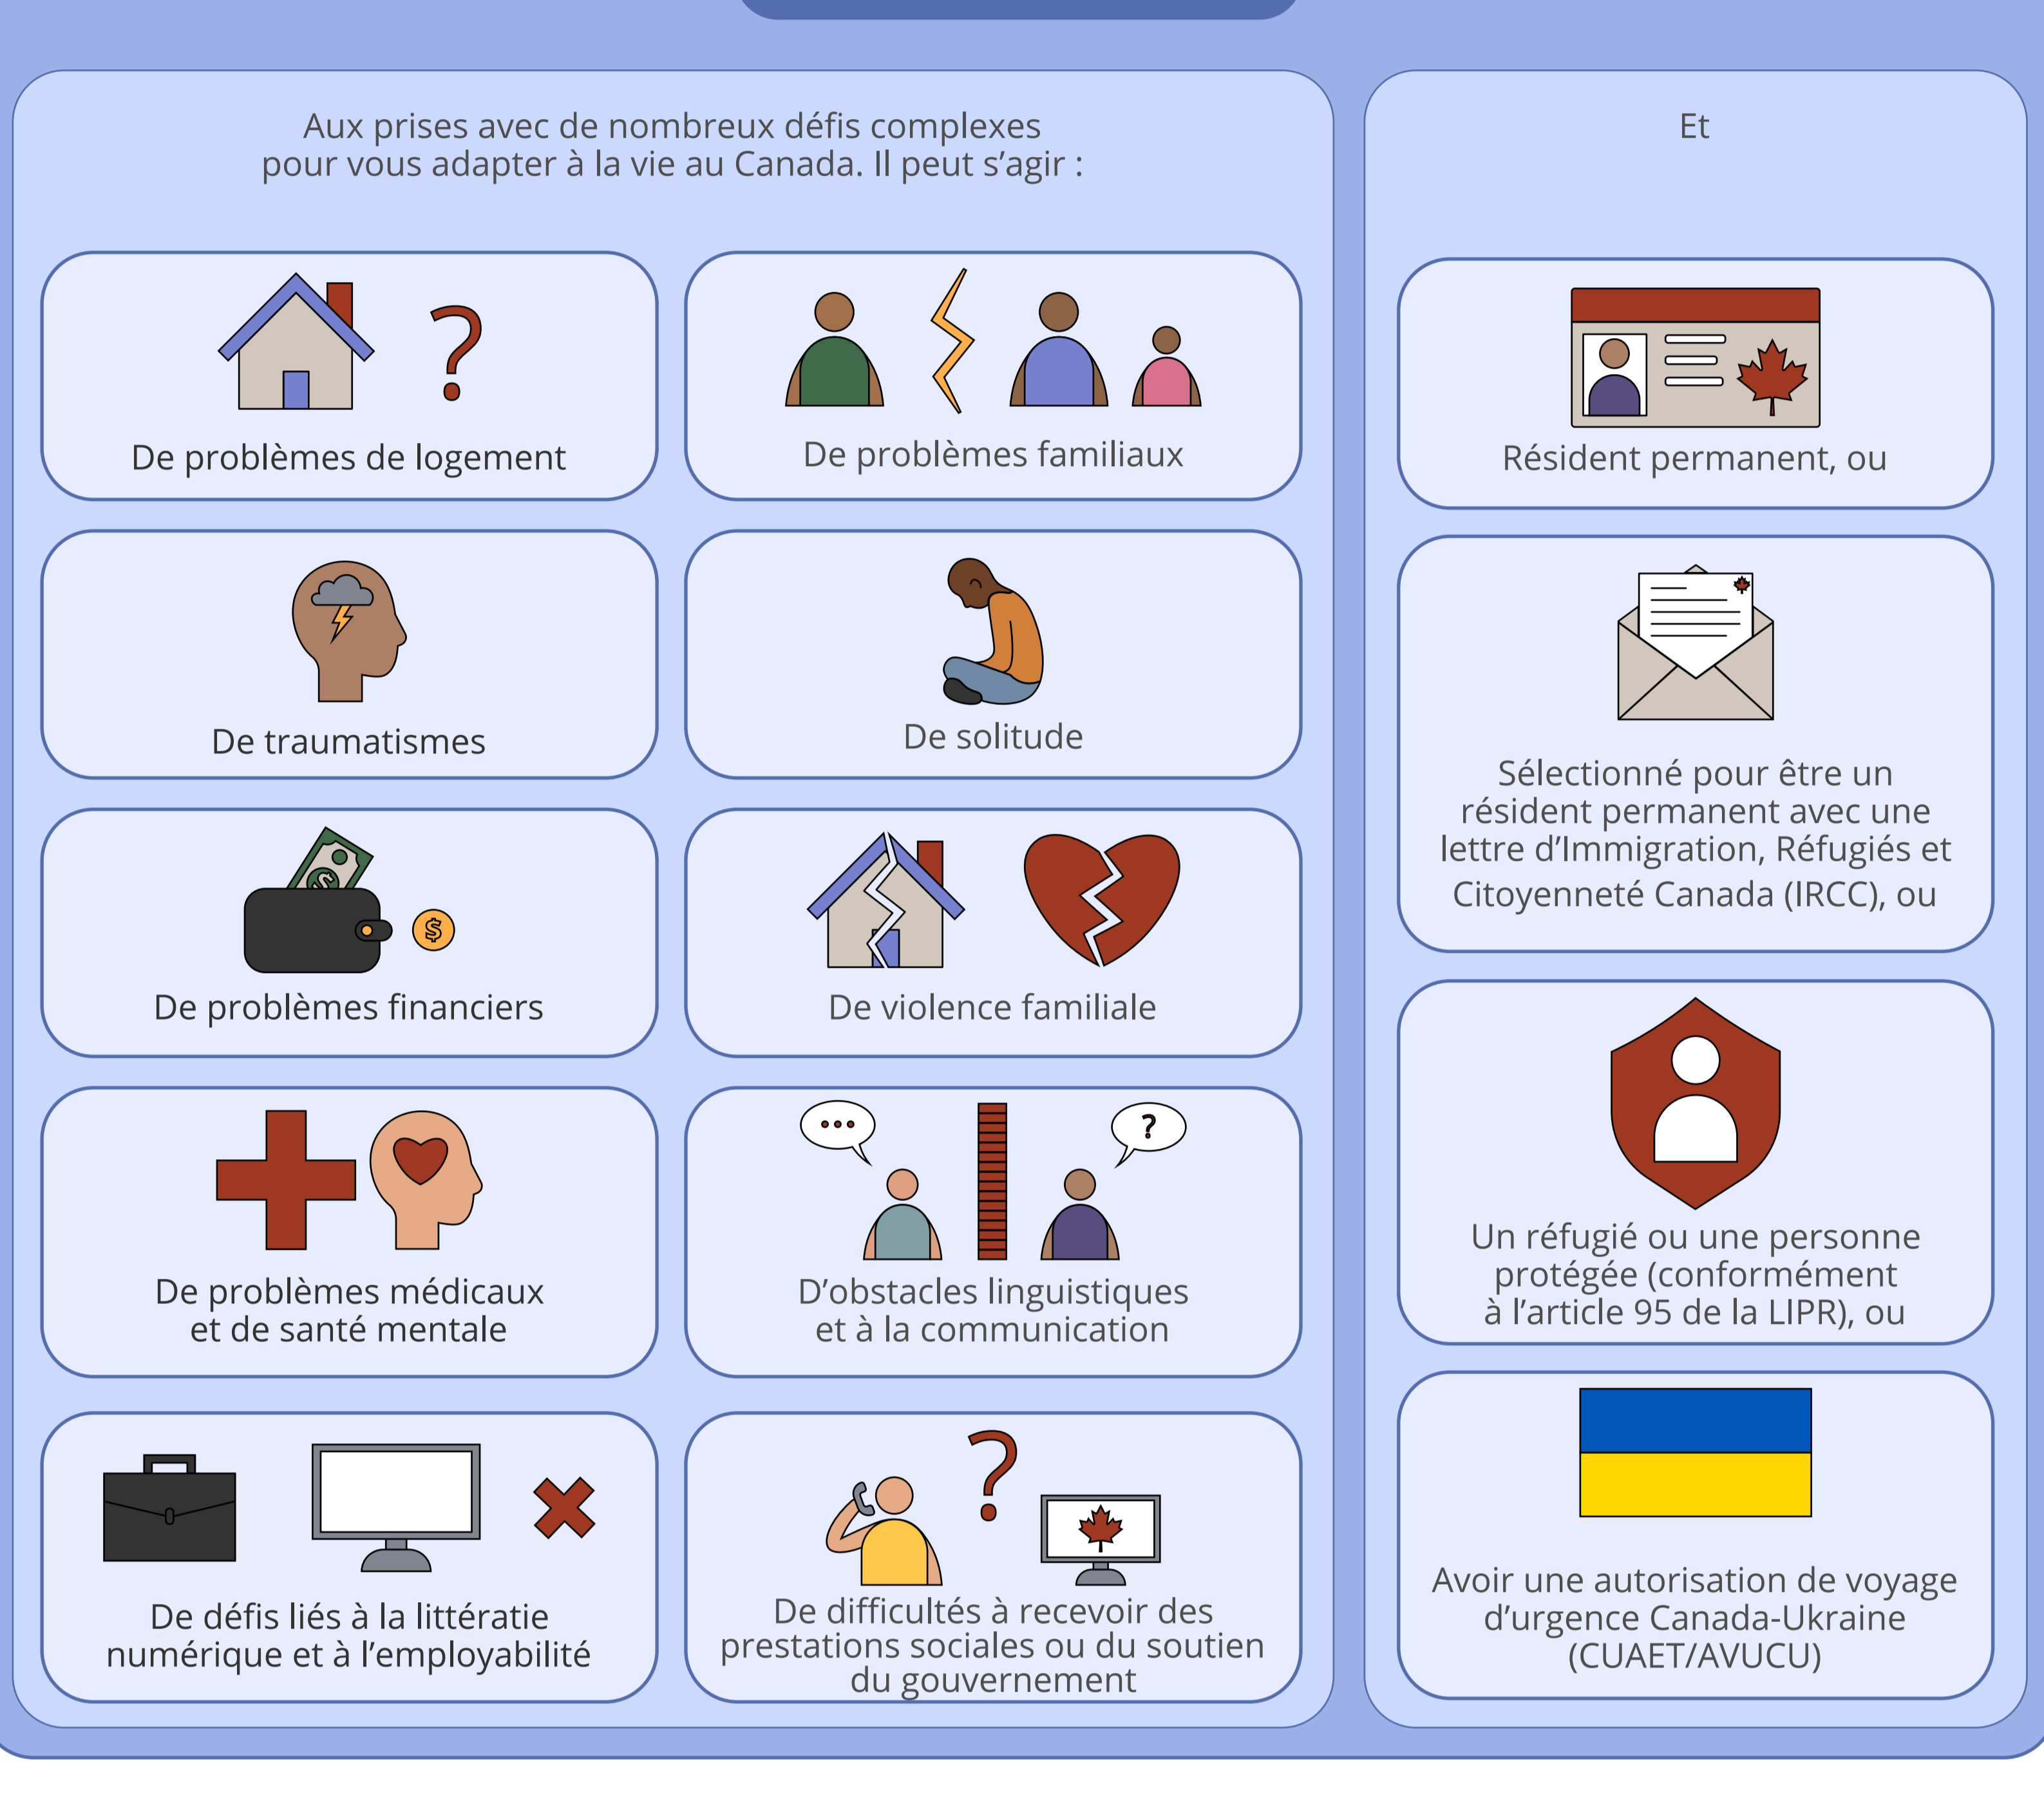 Aux prises avec de nombreux défis complexes
pour vous adapter à la vie au Canada. Il peut s’agir :
De problèmes de logement
De problèmes familiaux
De traumatismes
De solitude
De problèmes financiers
De violence familiale
De problèmes médicaux
et de santé mentale
D’obstacles linguistiques
et à la communication
De défis liés à la littératie
numérique et à l’employabilité
De difficultés à recevoir des
prestations sociales ou du soutien
du gouvernement
Et
Résident permanent, ou
Sélectionné pour être un
résident permanent avec une
lettre d’Immigration, Réfugiés et
Citoyenneté Canada (IRCC), ou
Un réfugié ou une personne
protégée (conformément
à l’article 95 de la LIPR), ou
Avoir une autorisation de voyage
d’urgence Canada-Ukraine
(CUAET/AVUCU)